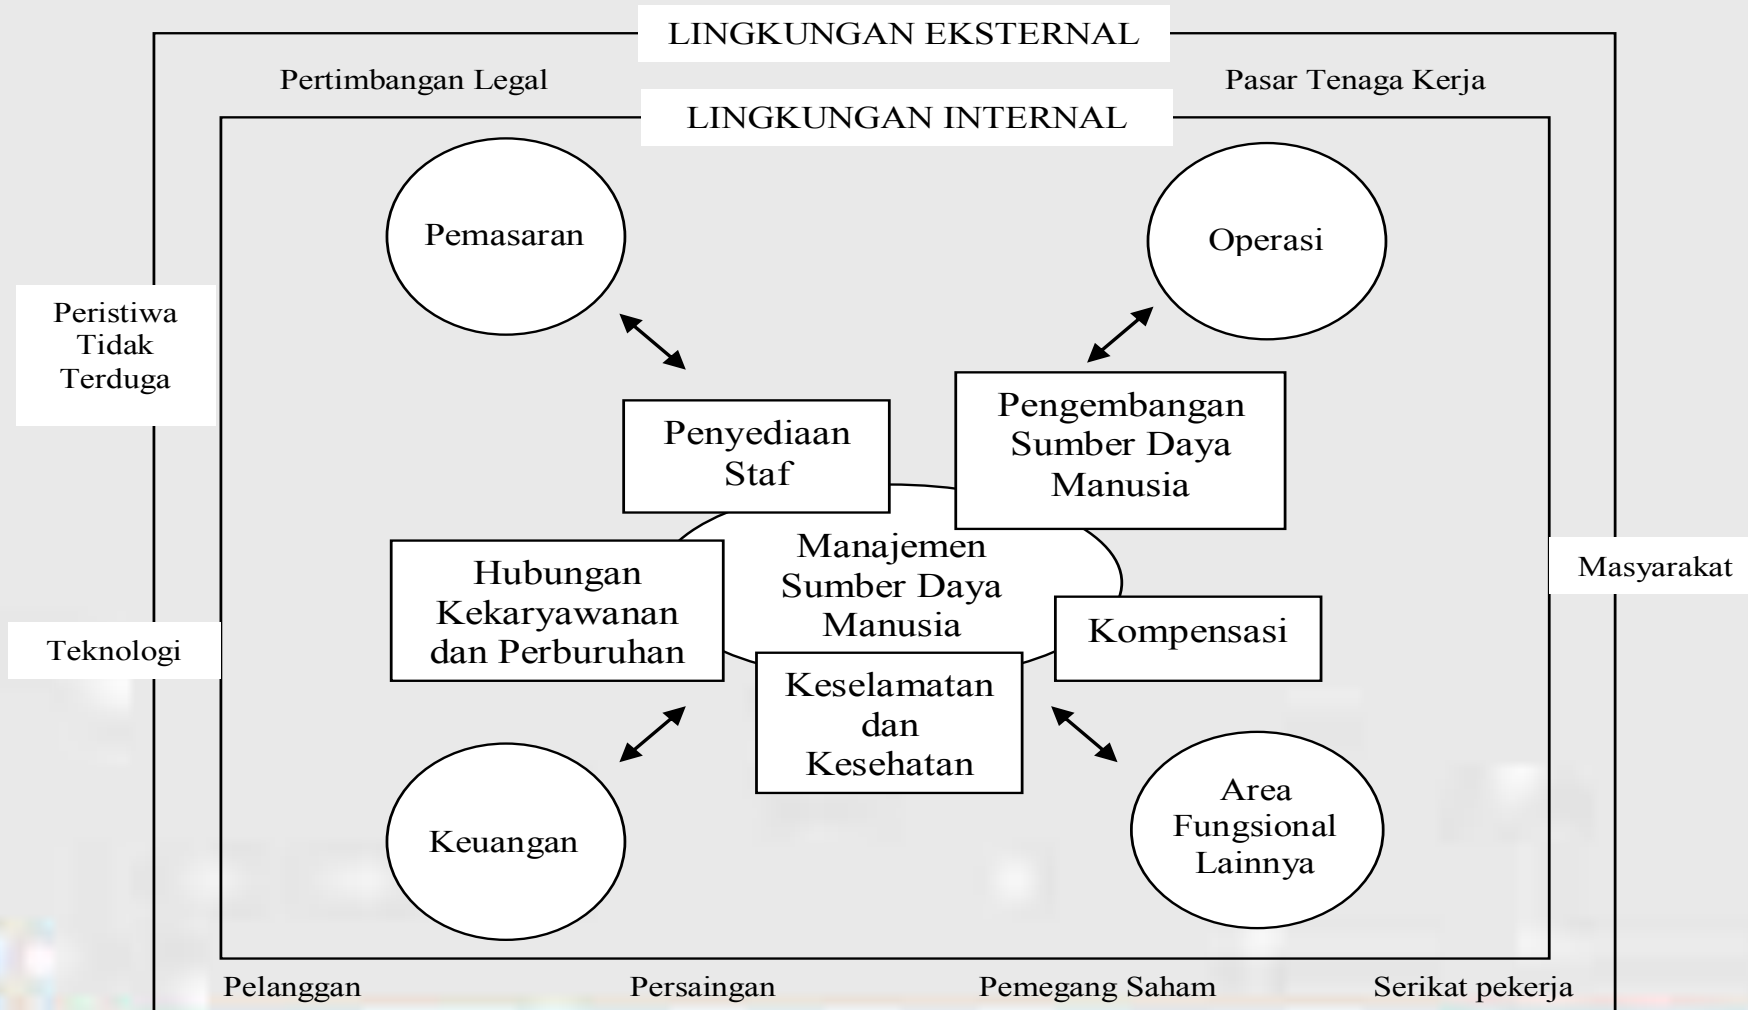 LINGKUNGAN EKSTERNAL
Pertimbangan Legal
Pasar Tenaga Kerja
LINGKUNGAN INTERNAL
Pemasaran
Operasi
Peristiwa
Tidak
Terduga
Penyediaan
Staf
Pengembangan
Sumber Daya
Manusia
Manajemen
Sumber Daya
Manusia
Hubungan
Kekaryawanan
dan Perburuhan
Kompensasi
Masyarakat
Teknologi
Keselamatan
dan
Kesehatan
Keuangan
Area
Fungsional
Lainnya
Pelanggan
Persaingan
Pemegang Saham
Serikat pekerja